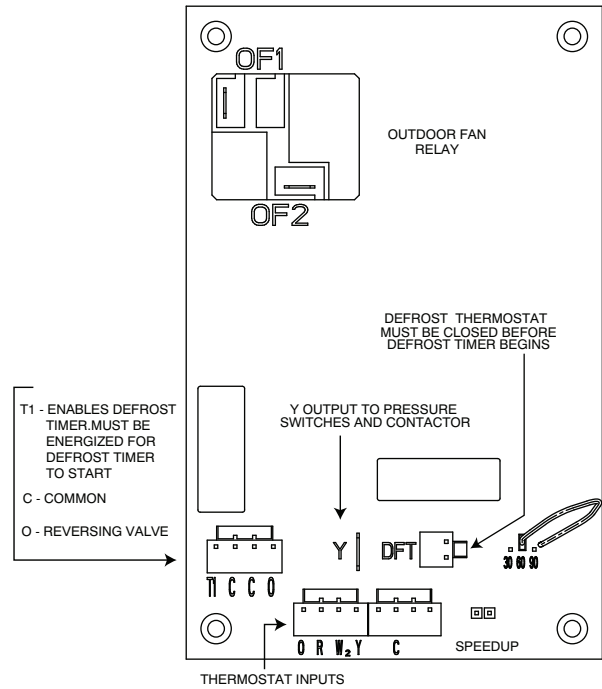 OF1
OUTDOOR FAN
RELAY
OF2
DEFROST THERMOSTAT
MUST BE CLOSED BEFORE
DEFROST TIMER BEGINS
T1 - ENABLES DEFROST
TIMER.MUST BE
ENERGIZED FOR
DEFROST TIMER
TO START
C - COMMON
O - REVERSING VALVE
Y OUTPUT TO PRESSURE
SWITCHES AND CONTACTOR
Y
DFT
30 60 90
T1 C C O
O R W₂ Y C
SPEEDUP
THERMOSTAT INPUTS